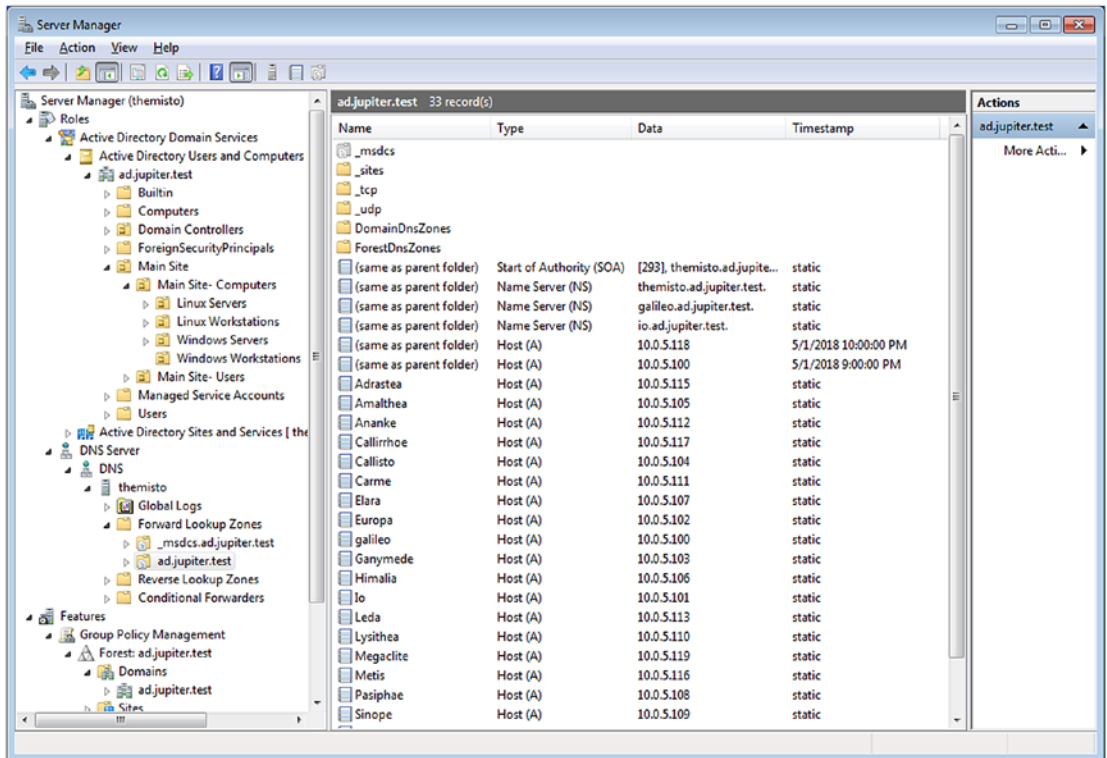 Server Manager
File Action View Help
Server Manager (themisto)
Roles
Active Directory Domain Services
Active Directory Users and Computers
ad.jupiter.test
Builtin
Computers
Domain Controllers
ForeignSecurityPrincipals
Main Site
Main Site- Computers
Linux Servers
Linux Workstations
Windows Servers
Windows Workstations
Main Site- Users
Managed Service Accounts
Users
Active Directory Sites and Services [ the
DNS Server
DNS
themisto
Global Logs
Forward Lookup Zones
_msdcs.ad.jupiter.test
ad.jupiter.test
Reverse Lookup Zones
Conditional Forwarders
Features
Group Policy Management
Forest: ad.jupiter.test
Domains
ad.jupiter.test
Sites
ad.jupiter.test 33 record(s)
Name Type Data Timestamp
_msdcs
_sites
_tcp
_udp
DomainDnsZones
ForestDnsZones
(same as parent folder) Start of Authority (SOA) [293], themisto.ad.jupite... static
(same as parent folder) Name Server (NS) themisto.ad.jupiter.test. static
(same as parent folder) Name Server (NS) galileo.ad.jupiter.test. static
(same as parent folder) Name Server (NS) io.ad.jupiter.test. static
(same as parent folder) Host (A) 10.0.5.118 5/1/2018 10:00:00 PM
(same as parent folder) Host (A) 10.0.5.100 5/1/2018 9:00:00 PM
Adrastea Host (A) 10.0.5.115 static
Amalthea Host (A) 10.0.5.105 static
Ananke Host (A) 10.0.5.112 static
Callirrhoe Host (A) 10.0.5.117 static
Callisto Host (A) 10.0.5.104 static
Carme Host (A) 10.0.5.111 static
Elara Host (A) 10.0.5.107 static
Europa Host (A) 10.0.5.102 static
galileo Host (A) 10.0.5.100 static
Ganymede Host (A) 10.0.5.103 static
Himalia Host (A) 10.0.5.106 static
Io Host (A) 10.0.5.101 static
Leda Host (A) 10.0.5.113 static
Lysithea Host (A) 10.0.5.110 static
Megaclite Host (A) 10.0.5.119 static
Metis Host (A) 10.0.5.116 static
Pasiphae Host (A) 10.0.5.108 static
Sinope Host (A) 10.0.5.109 static
Actions
ad.jupiter.test
More Acti...